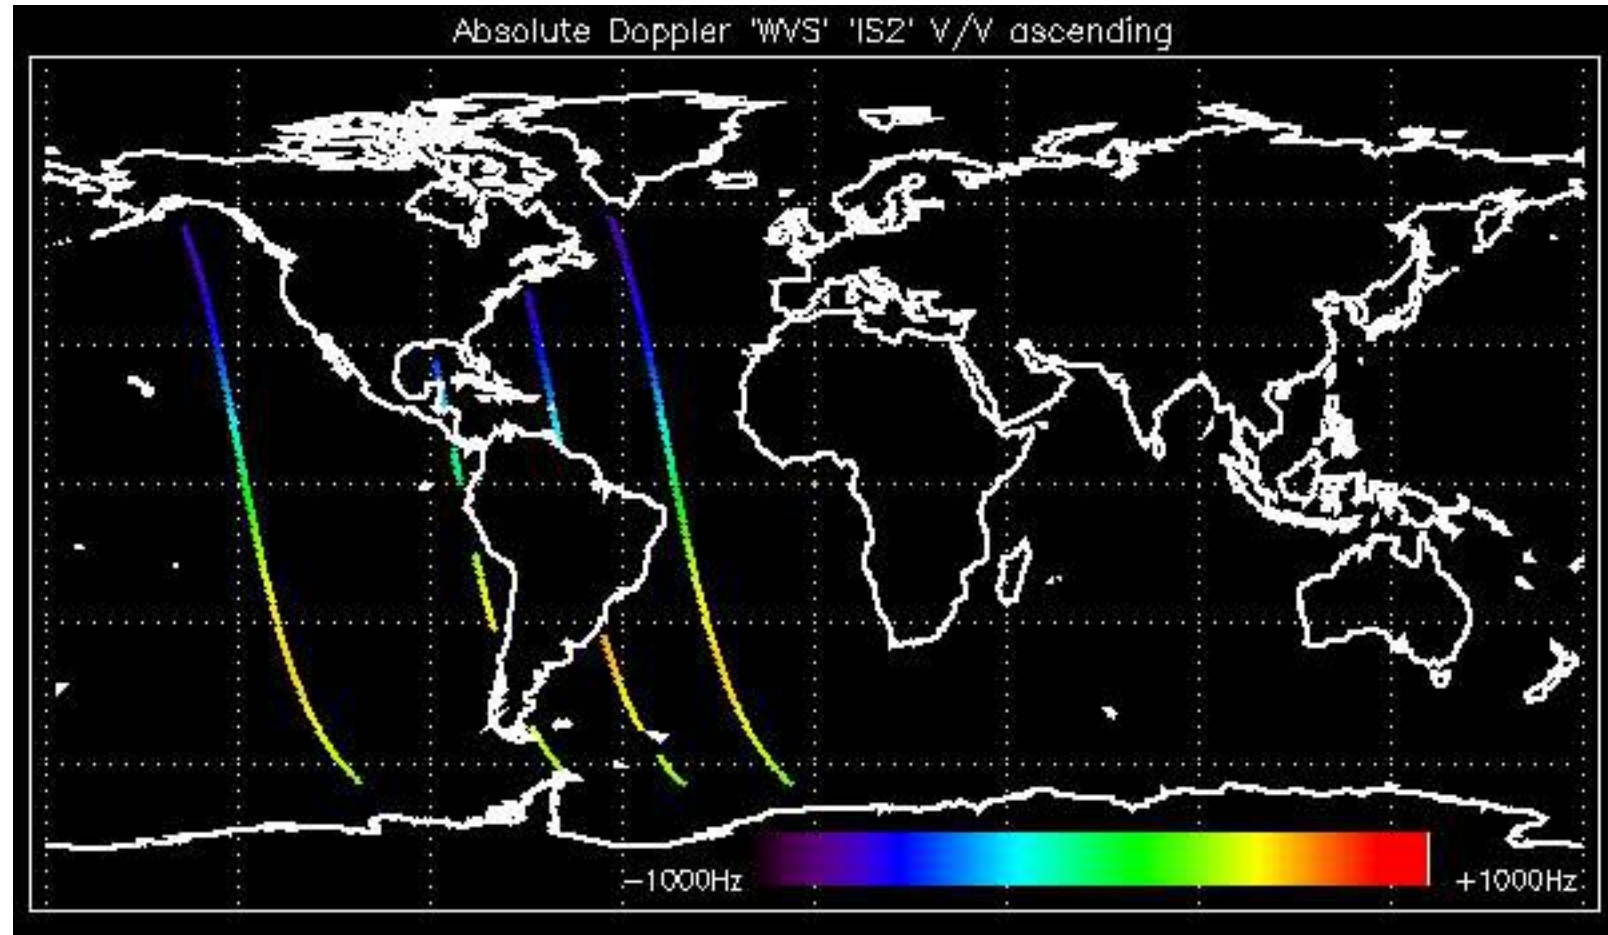 Absolute Doppler 'WVS' 'IS2' V/V ascending
−1000Hz +1000Hz